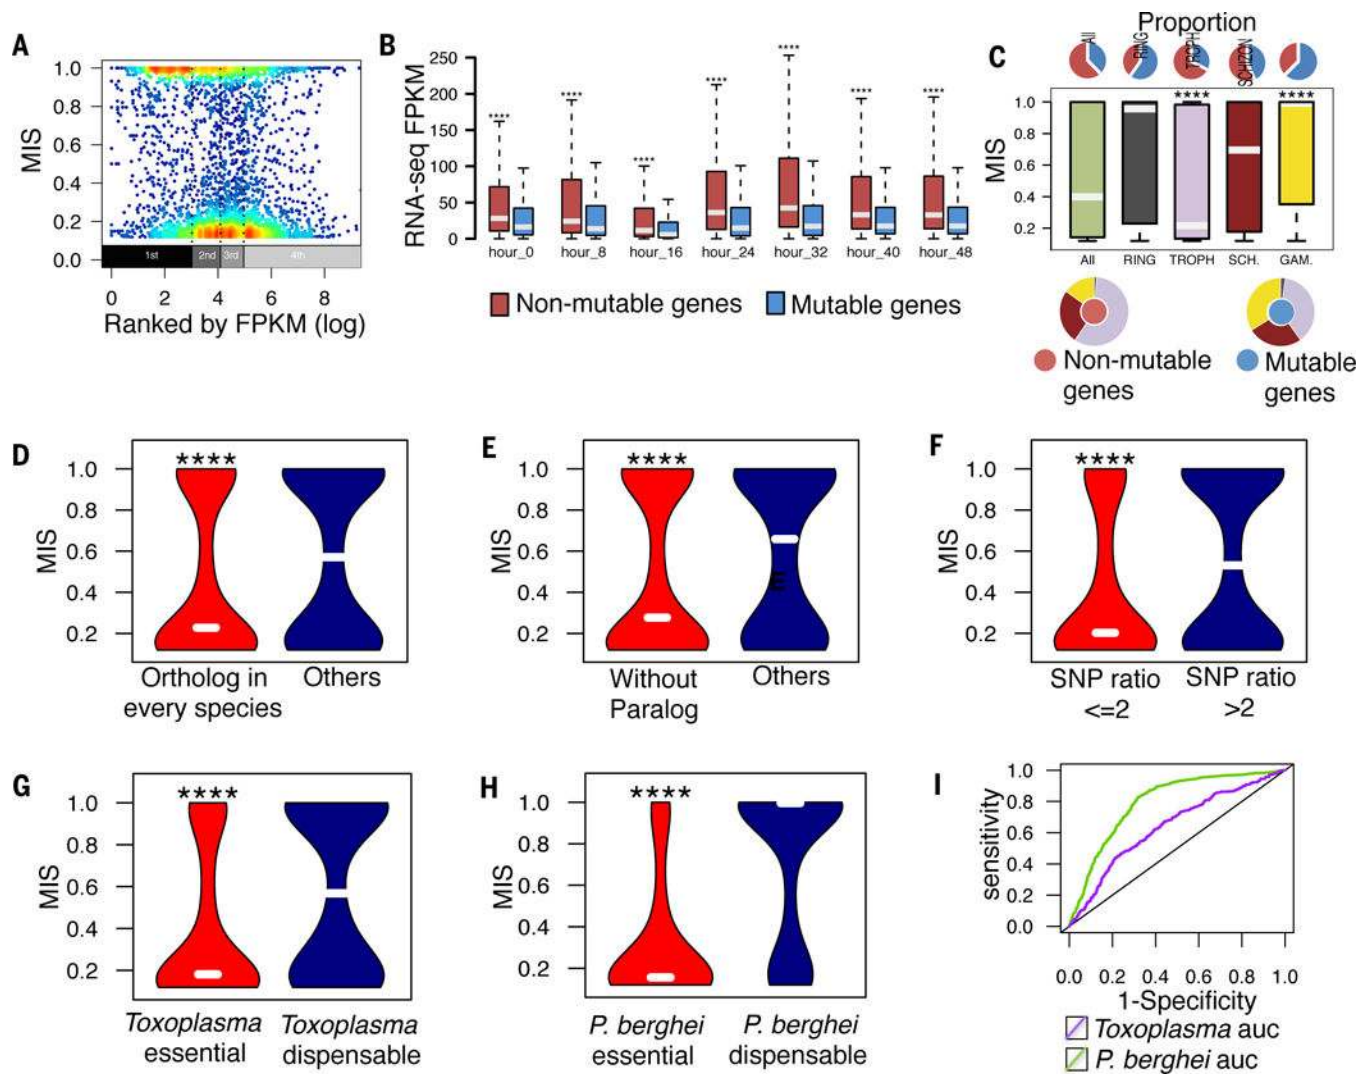 A
MIS
1.0
0.8
0.6
0.4
0.2
0.0
1st
2nd
3rd
4th
0 2 4 6 8
Ranked by FPKM (log)
B
RNA-seq FPKM
250
200
150
100
50
0
**** **** **** **** **** **** ****
hour_0 hour_8 hour_16 hour_24 hour_32 hour_40 hour_48
Non-mutable genes Mutable genes
C
Proportion
All
RING
TROPH
SCHIZON
MIS
1.0
0.8
0.6
0.4
0.2
**** ****
All RING TROPH SCH. GAM.
Non-mutable
genes
Mutable
genes
D
MIS
1.0
0.8
0.6
0.4
0.2
****
Ortholog in
every species
Others
E
MIS
1.0
0.8
0.6
0.4
0.2
****
Without
Paralog
Others
F
MIS
1.0
0.8
0.6
0.4
0.2
****
SNP ratio
<=2
SNP ratio
>2
G
MIS
1.0
0.8
0.6
0.4
0.2
****
Toxoplasma
essential
Toxoplasma
dispensable
H
MIS
1.0
0.8
0.6
0.4
0.2
****
P. berghei
essential
P. berghei
dispensable
I
sensitivity
1.0
0.8
0.6
0.4
0.2
0.0
0.0 0.2 0.4 0.6 0.8 1.0
1-Specificity
Toxoplasma auc
P. berghei auc